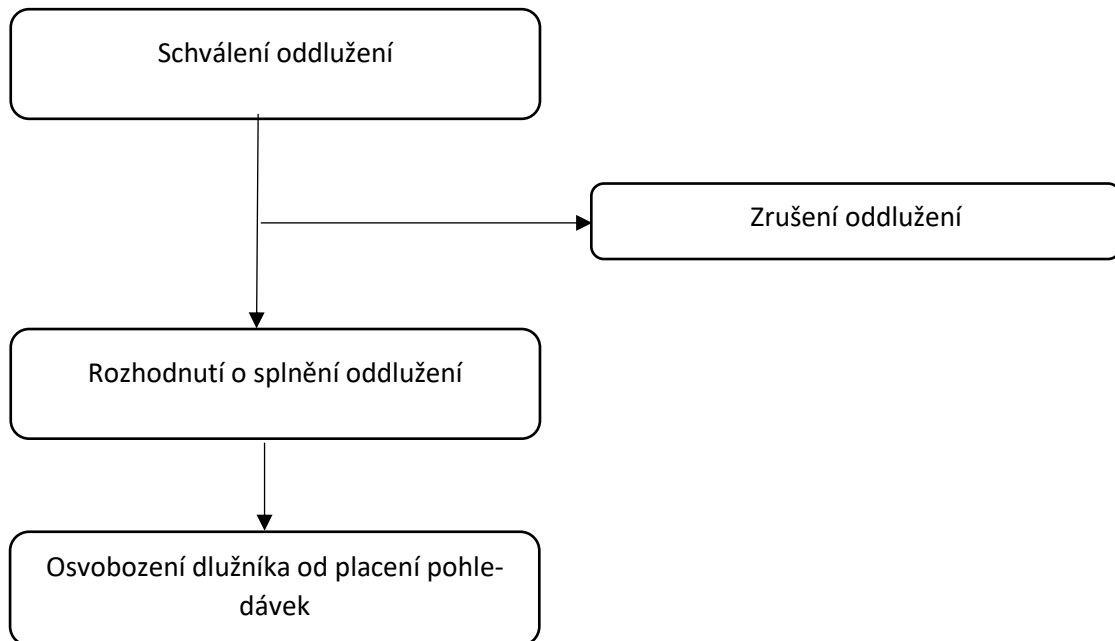 Schválení oddlužení
Zrušení oddlužení
Rozhodnutí o splnění oddlužení
Osvobození dlužníka od placení pohle-
dávek